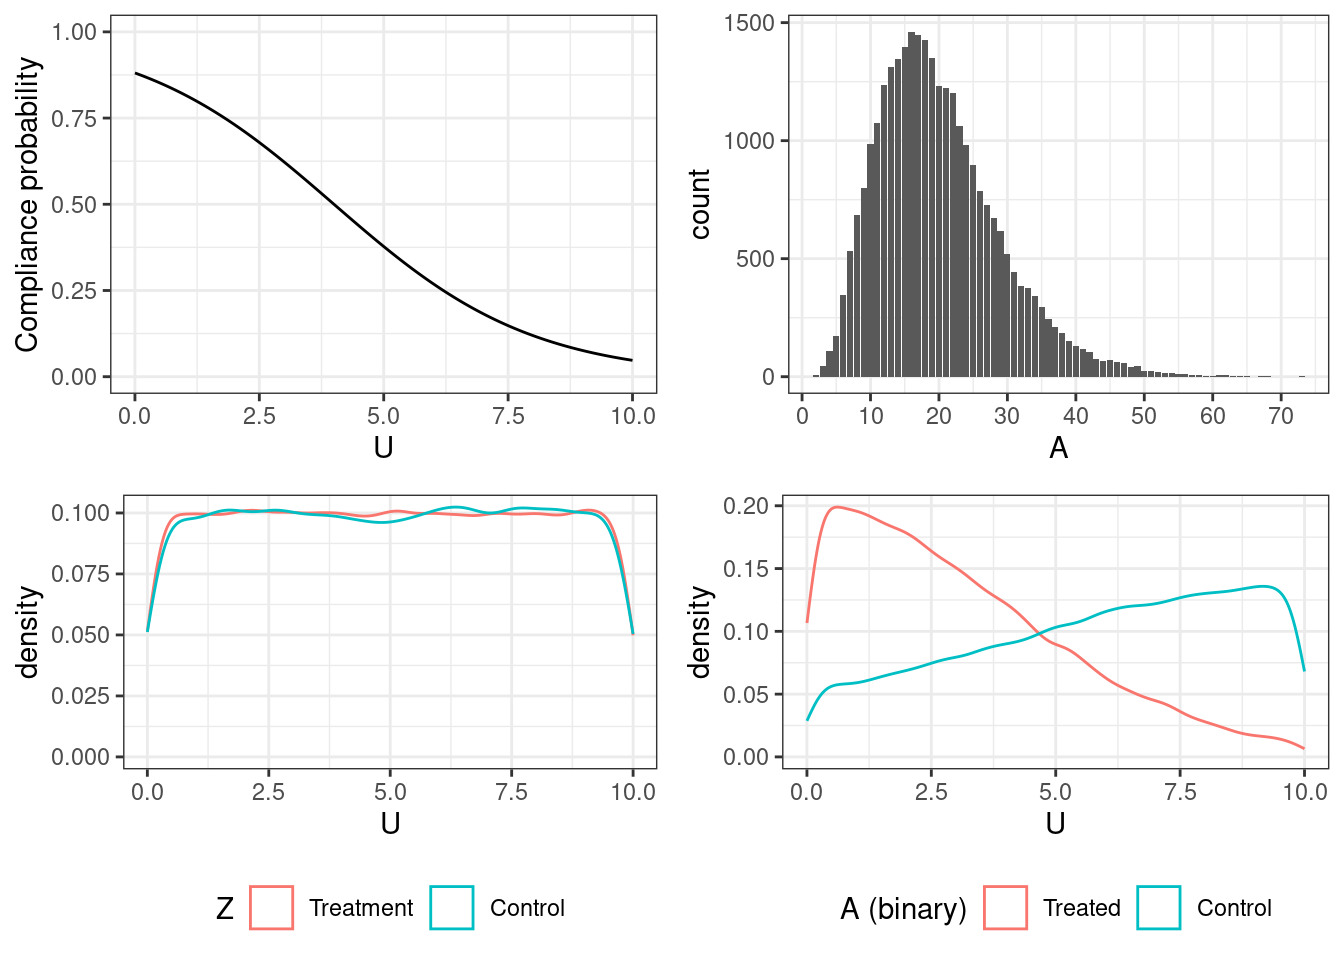 1.00
0.75
0.50
0.25
0.00
Compliance probability
0.0 2.5 5.0 7.5 10.0
U
1500
1000
500
0
count
0 10 20 30 40 50 60 70
A
0.100
0.075
0.050
0.025
0.000
density
0.0 2.5 5.0 7.5 10.0
U
Z Treatment Control
0.20
0.15
0.10
0.05
0.00
density
0.0 2.5 5.0 7.5 10.0
U
A (binary) Treated Control